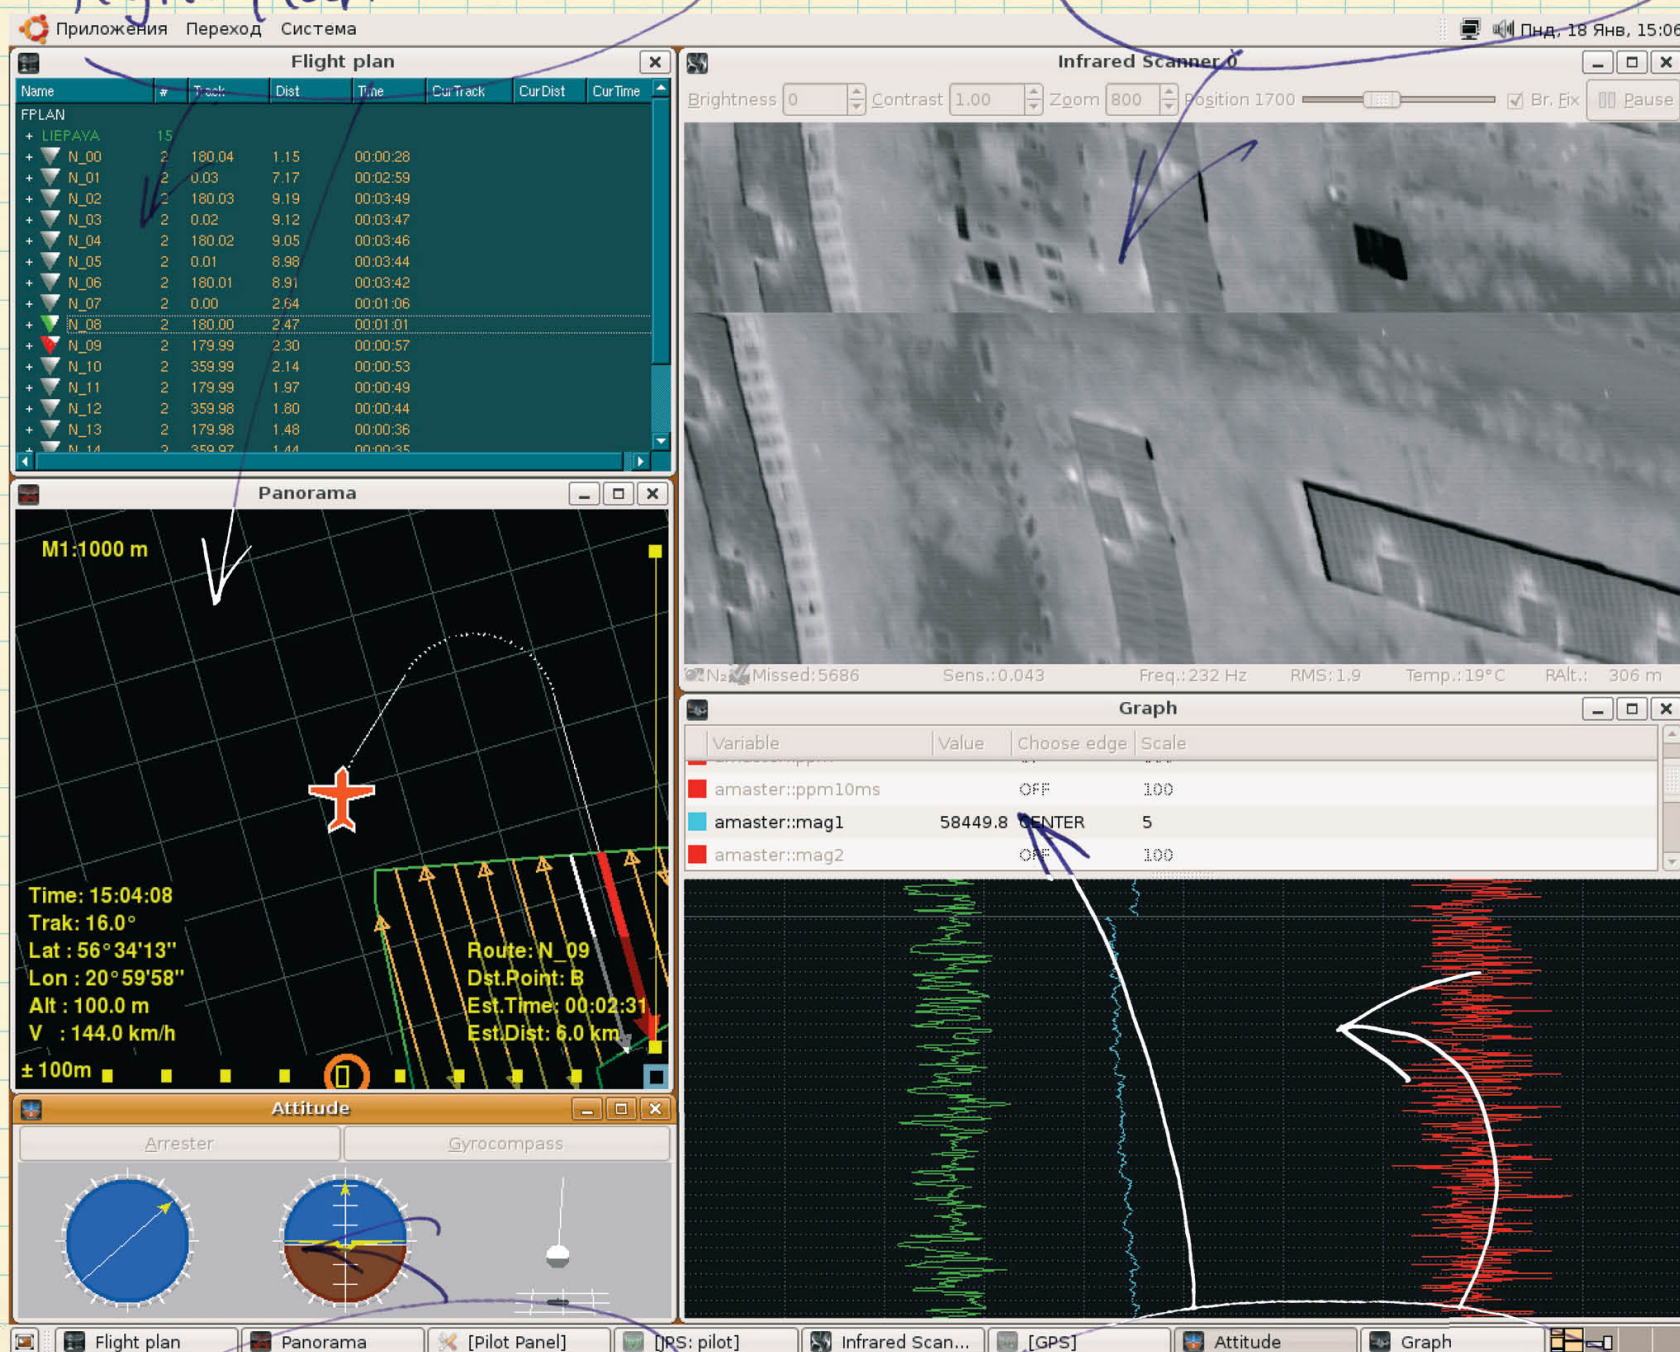 Flight plan
Приложения Переход Система
Пнд, 18 Янв, 15:06
Flight plan
Name # Track Dist Time CurTrack CurDist CurTime
FPLAN
+ LIEPAYA 15
+ N_00 2 180.04 1.15 00:00:28
+ N_01 2 0.03 7.17 00:02:59
+ N_02 2 180.03 9.19 00:03:49
+ N_03 2 0.02 9.12 00:03:47
+ N_04 2 180.02 9.05 00:03:46
+ N_05 2 0.01 8.98 00:03:44
+ N_06 2 180.01 8.91 00:03:42
+ N_07 2 0.00 2.64 00:01:06
+ N_08 2 180.00 2.47 00:01:01
+ N_09 2 179.99 2.30 00:00:57
+ N_10 2 359.99 2.14 00:00:53
+ N_11 2 179.99 1.97 00:00:49
+ N_12 2 359.98 1.80 00:00:44
+ N_13 2 179.98 1.48 00:00:36
+ N_14 2 359.97 1.44 00:00:35
Infrared Scanner 0
Brightness 0 Contrast 1.00 Zoom 800 Position 1700 Br. Fix Pause
N2 Missed:5686 Sens.:0.043 Freq.:232 Hz RMS:1.9 Temp.:19°C RAlt.: 306 m
Panorama
M1:1000 m
Time: 15:04:08
Trak: 16.0°
Lat : 56°34'13"
Lon : 20°59'58"
Alt : 100.0 m
V : 144.0 km/h
± 100m
Route: N_09
Dst.Point: B
Est.Time: 00:02:31
Est.Dist: 6.0 km
Graph
Variable Value Choose edge Scale
amaster::ppm10ms OFF 100
amaster::mag1 58449.8 CENTER 5
amaster::mag2 OFF 100
Attitude
Arrester Gyrocompass
Flight plan Panorama [Pilot Panel] [JRS: pilot] Infrared Scan... [GPS] Attitude Graph